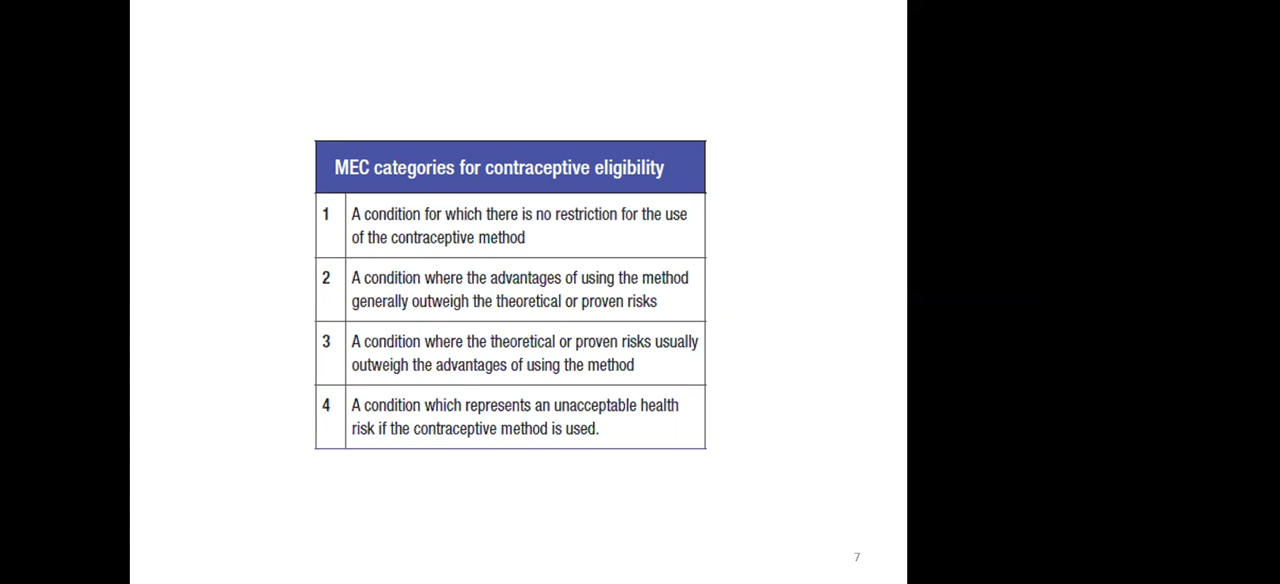 MEC categories for contraceptive eligibility
1 A condition for which there is no restriction for the use
of the contraceptive method
2 A condition where the advantages of using the method
generally outweigh the theoretical or proven risks
3 A condition where the theoretical or proven risks usually
outweigh the advantages of using the method
4 A condition which represents an unacceptable health
risk if the contraceptive method is used.
7